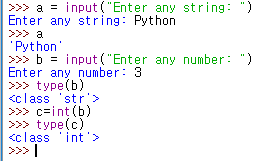 >>> a = input("Enter any string: ")
Enter any string: Python
>>> a
'Python'
>>> b = input("Enter any number: ")
Enter any number: 3
>>> type(b)
<class 'str'>
>>> c=int(b)
>>> type(c)
<class 'int'>
>>>